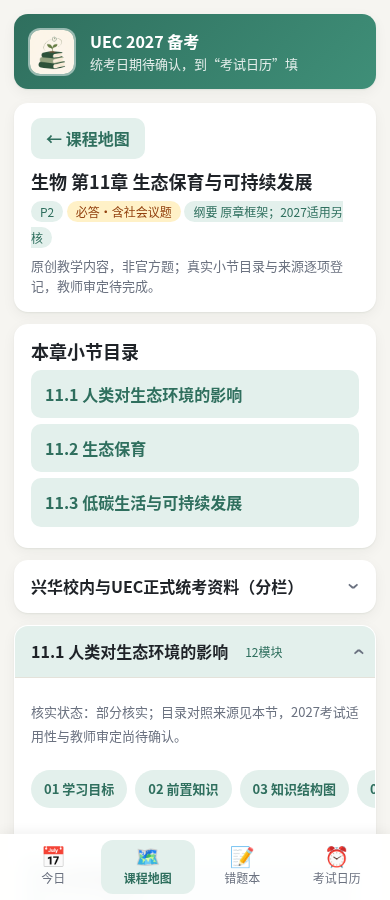 UEC 2027 备考
统考日期待确认，到“考试日历”填
← 课程地图
生物 第11章 生态保育与可持续发展
P2 必答・含社会议题 纲要 原章框架；2027适用另
核
原创教学内容，非官方题；真实小节目录与来源逐项登
记，教师审定待完成。
本章小节目录
11.1 人类对生态环境的影响
11.2 生态保育
11.3 低碳生活与可持续发展
兴华校内与UEC正式统考资料（分栏）
11.1 人类对生态环境的影响 12模块
核实状态：部分核实；目录对照来源见本节，2027考试适
用性与教师审定尚待确认。
01 学习目标 02 前置知识 03 知识结构图
今日 课程地图 错题本 考试日历